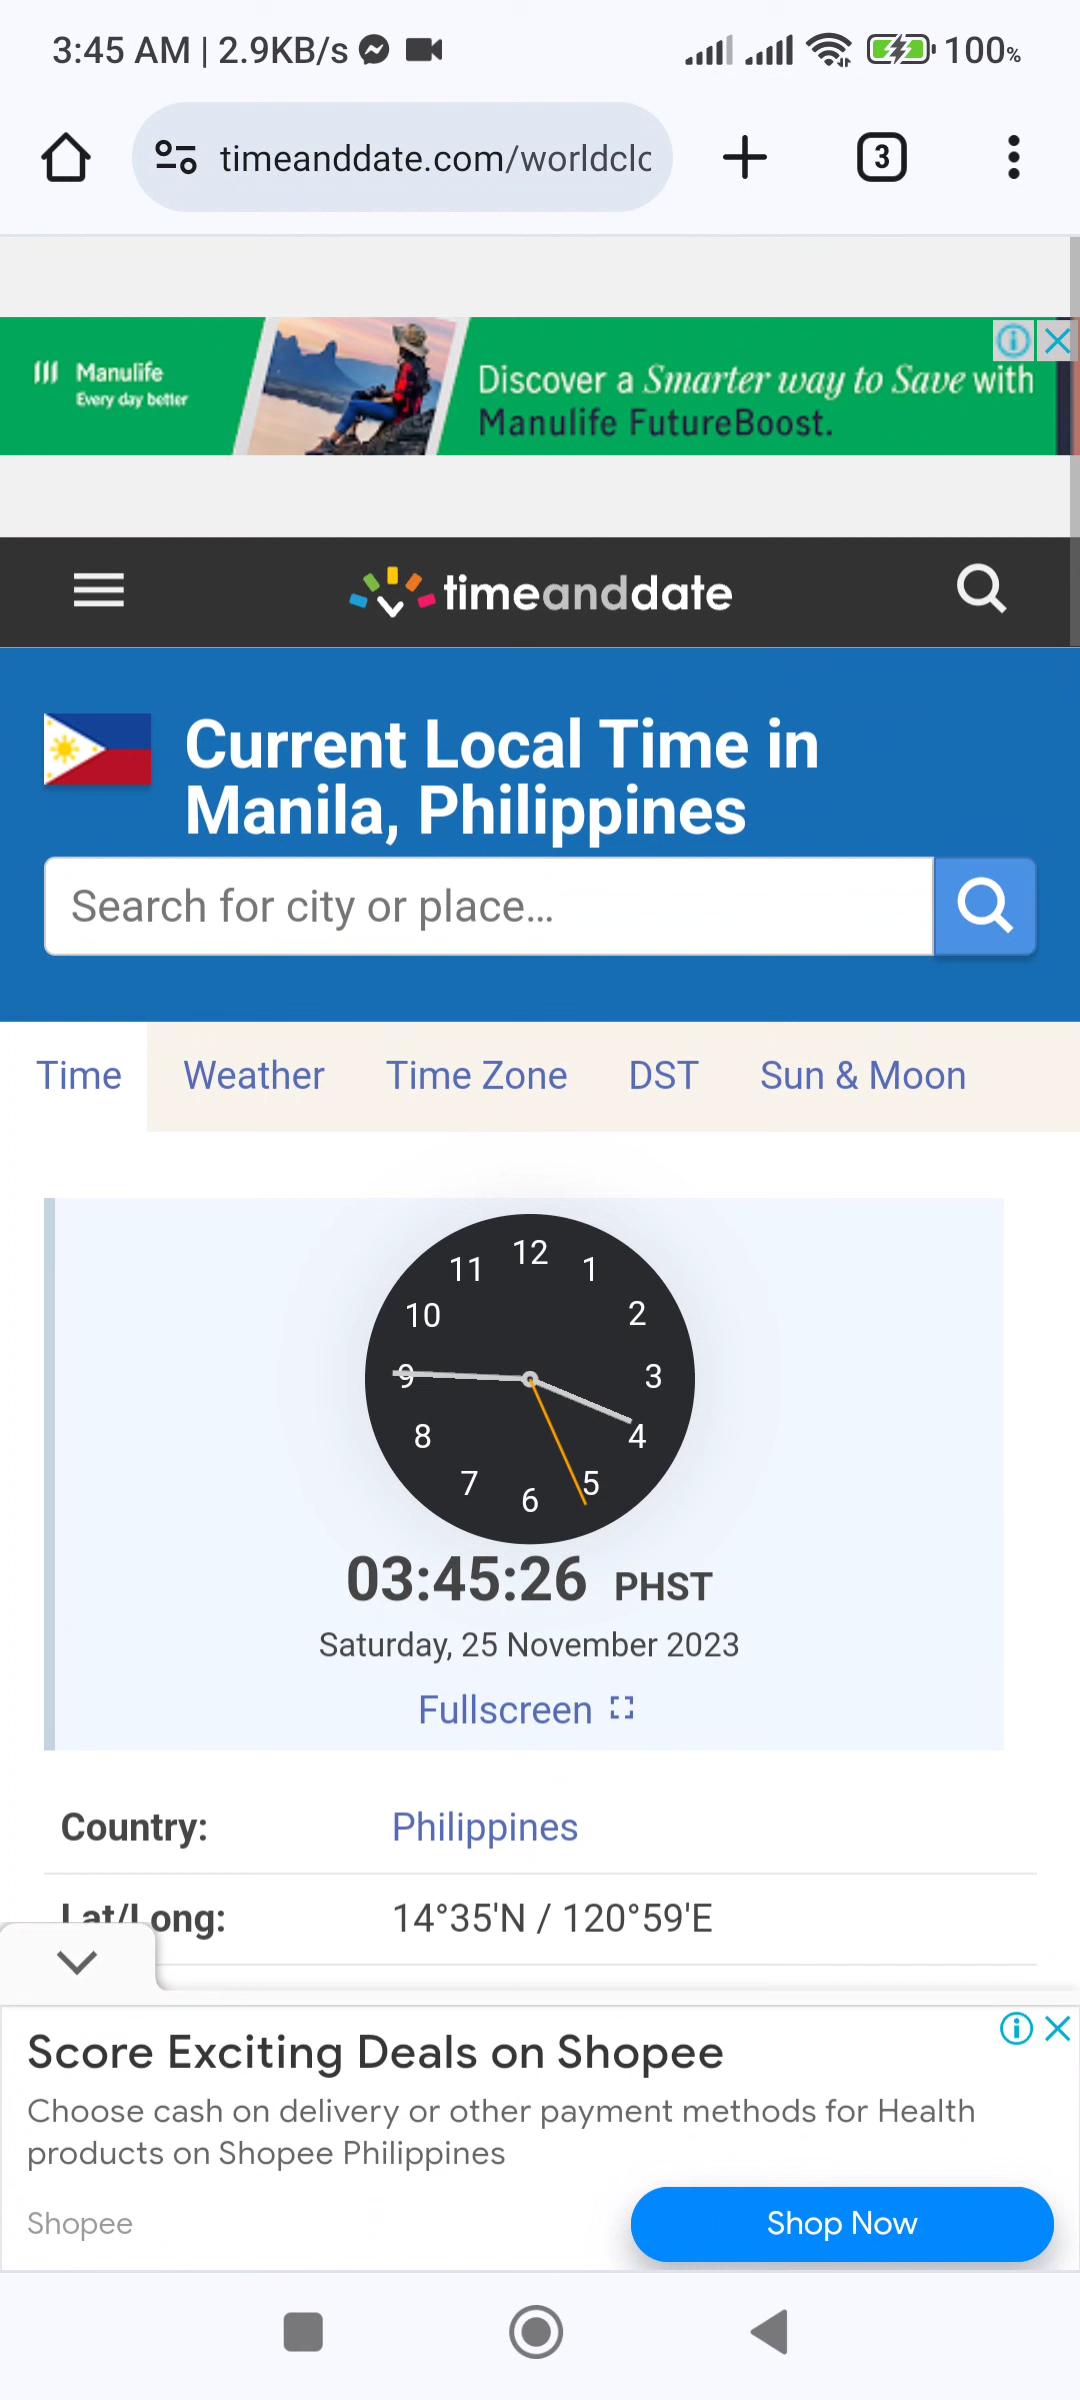 3:45 AM | 2.9KB/s 100%
timeanddate.com/worldclc 3
Manulife
Every day better
Discover a Smarter way to Save with
Manulife FutureBoost.
timeanddate
Current Local Time in
Manila, Philippines
Search for city or place...
Time Weather Time Zone DST Sun & Moon
12
11 1
10 2
9 3
8 4
7 5
6
03:45:26 PHST
Saturday, 25 November 2023
Fullscreen
Country: Philippines
Lat/Long: 14°35'N / 120°59'E
Score Exciting Deals on Shopee
Choose cash on delivery or other payment methods for Health
products on Shopee Philippines
Shopee Shop Now